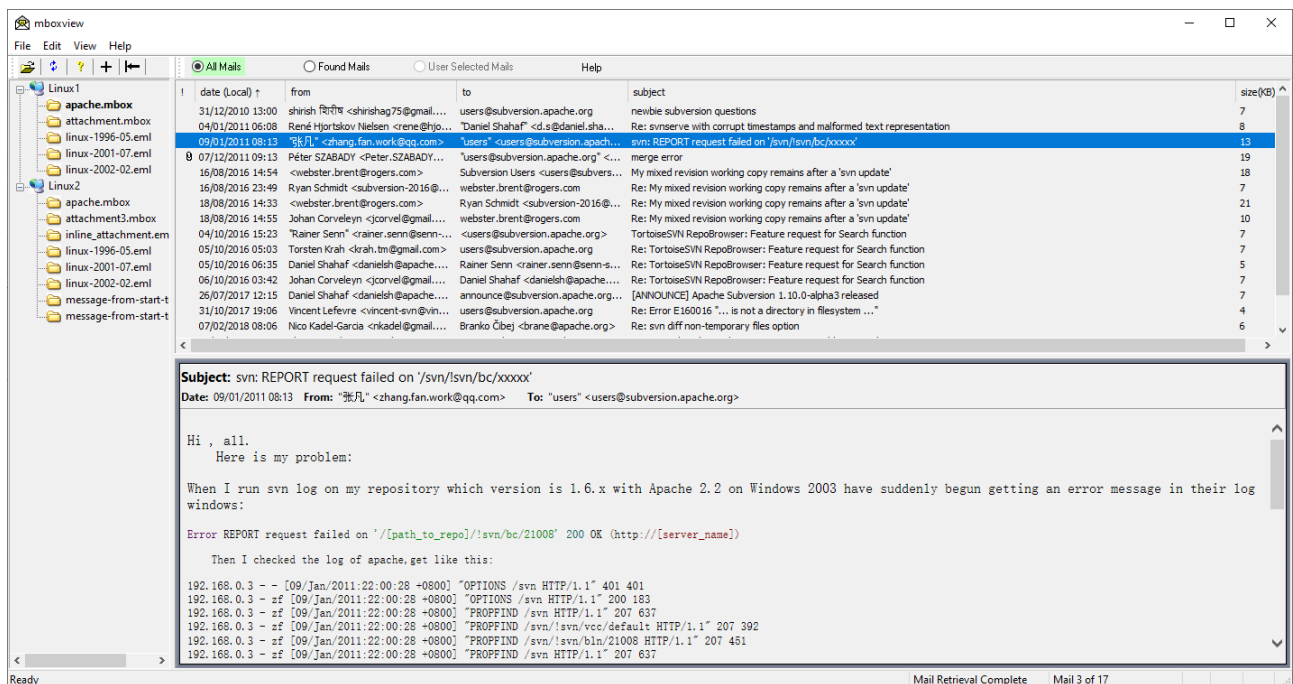 mboxview
File Edit View Help
All Mails Found Mails User Selected Mails Help
Linux1
apache.mbox
attachment.mbox
linux-1996-05.eml
linux-2001-07.eml
linux-2002-02.eml
Linux2
apache.mbox
attachment3.mbox
inline_attachment.em
linux-1996-05.eml
linux-2001-07.eml
linux-2002-02.eml
message-from-start-t
message-from-start-t
! date (Local) ↑ from to subject size(KB)
31/12/2010 13:00 shirish शिरीष <shirishag75@gmail.... users@subversion.apache.org newbie subversion questions 7
04/01/2011 06:08 René Hjortskov Nielsen <rene@hjo... "Daniel Shahaf" <d.s@daniel.sha... Re: svnserve with corrupt timestamps and malformed text representation 8
09/01/2011 08:13 "张凡" <zhang.fan.work@qq.com> "users" <users@subversion.apach... svn: REPORT request failed on '/svn/!svn/bc/xxxxx' 13
07/12/2011 09:13 Péter SZABADY <Peter.SZABADY... "users@subversion.apache.org" <... merge error 19
16/08/2016 14:54 <webster.brent@rogers.com> Subversion Users <users@subvers... My mixed revision working copy remains after a 'svn update' 18
16/08/2016 23:49 Ryan Schmidt <subversion-2016@... webster.brent@rogers.com Re: My mixed revision working copy remains after a 'svn update' 7
18/08/2016 14:33 <webster.brent@rogers.com> Ryan Schmidt <subversion-2016@... Re: My mixed revision working copy remains after a 'svn update' 21
18/08/2016 14:55 Johan Corveleyn <jcorvel@gmail.... webster.brent@rogers.com Re: My mixed revision working copy remains after a 'svn update' 10
04/10/2016 15:23 "Rainer Senn" <rainer.senn@senn-... <users@subversion.apache.org> TortoiseSVN RepoBrowser: Feature request for Search function 7
05/10/2016 05:03 Torsten Krah <krah.tm@gmail.com> users@subversion.apache.org Re: TortoiseSVN RepoBrowser: Feature request for Search function 7
05/10/2016 06:35 Daniel Shahaf <danielsh@apache.... Rainer Senn <rainer.senn@senn-s... Re: TortoiseSVN RepoBrowser: Feature request for Search function 5
06/10/2016 03:42 Johan Corveleyn <jcorvel@gmail.... Daniel Shahaf <danielsh@apache.... Re: TortoiseSVN RepoBrowser: Feature request for Search function 7
26/07/2017 12:15 Daniel Shahaf <danielsh@apache.... announce@subversion.apache.org... [ANNOUNCE] Apache Subversion 1.10.0-alpha3 released 7
31/10/2017 19:06 Vincent Lefevre <vincent-svn@vin... users@subversion.apache.org Re: Error E160016 "... is not a directory in filesystem ..." 4
07/02/2018 08:06 Nico Kadel-Garcia <nkadel@gmail.... Branko Čibej <brane@apache.org> Re: svn diff non-temporary files option 6
Subject: svn: REPORT request failed on '/svn/!svn/bc/xxxxx'
Date: 09/01/2011 08:13 From: "张凡" <zhang.fan.work@qq.com> To: "users" <users@subversion.apache.org>
Hi , all.
Here is my problem:
When I run svn log on my repository which version is 1.6.x with Apache 2.2 on Windows 2003 have suddenly begun getting an error message in their log
windows:
Error REPORT request failed on '/[path_to_repo]/!svn/bc/21008' 200 OK (http://[server_name])
Then I checked the log of apache,get like this:
192.168.0.3 - - [09/Jan/2011:22:00:28 +0800] "OPTIONS /svn HTTP/1.1" 401 401
192.168.0.3 - zf [09/Jan/2011:22:00:28 +0800] "OPTIONS /svn HTTP/1.1" 200 183
192.168.0.3 - zf [09/Jan/2011:22:00:28 +0800] "PROPFIND /svn HTTP/1.1" 207 637
192.168.0.3 - zf [09/Jan/2011:22:00:28 +0800] "PROPFIND /svn/!svn/vcc/default HTTP/1.1" 207 392
192.168.0.3 - zf [09/Jan/2011:22:00:28 +0800] "PROPFIND /svn/!svn/bln/21008 HTTP/1.1" 207 451
192.168.0.3 - zf [09/Jan/2011:22:00:28 +0800] "PROPFIND /svn HTTP/1.1" 207 637
Ready Mail Retrieval Complete Mail 3 of 17